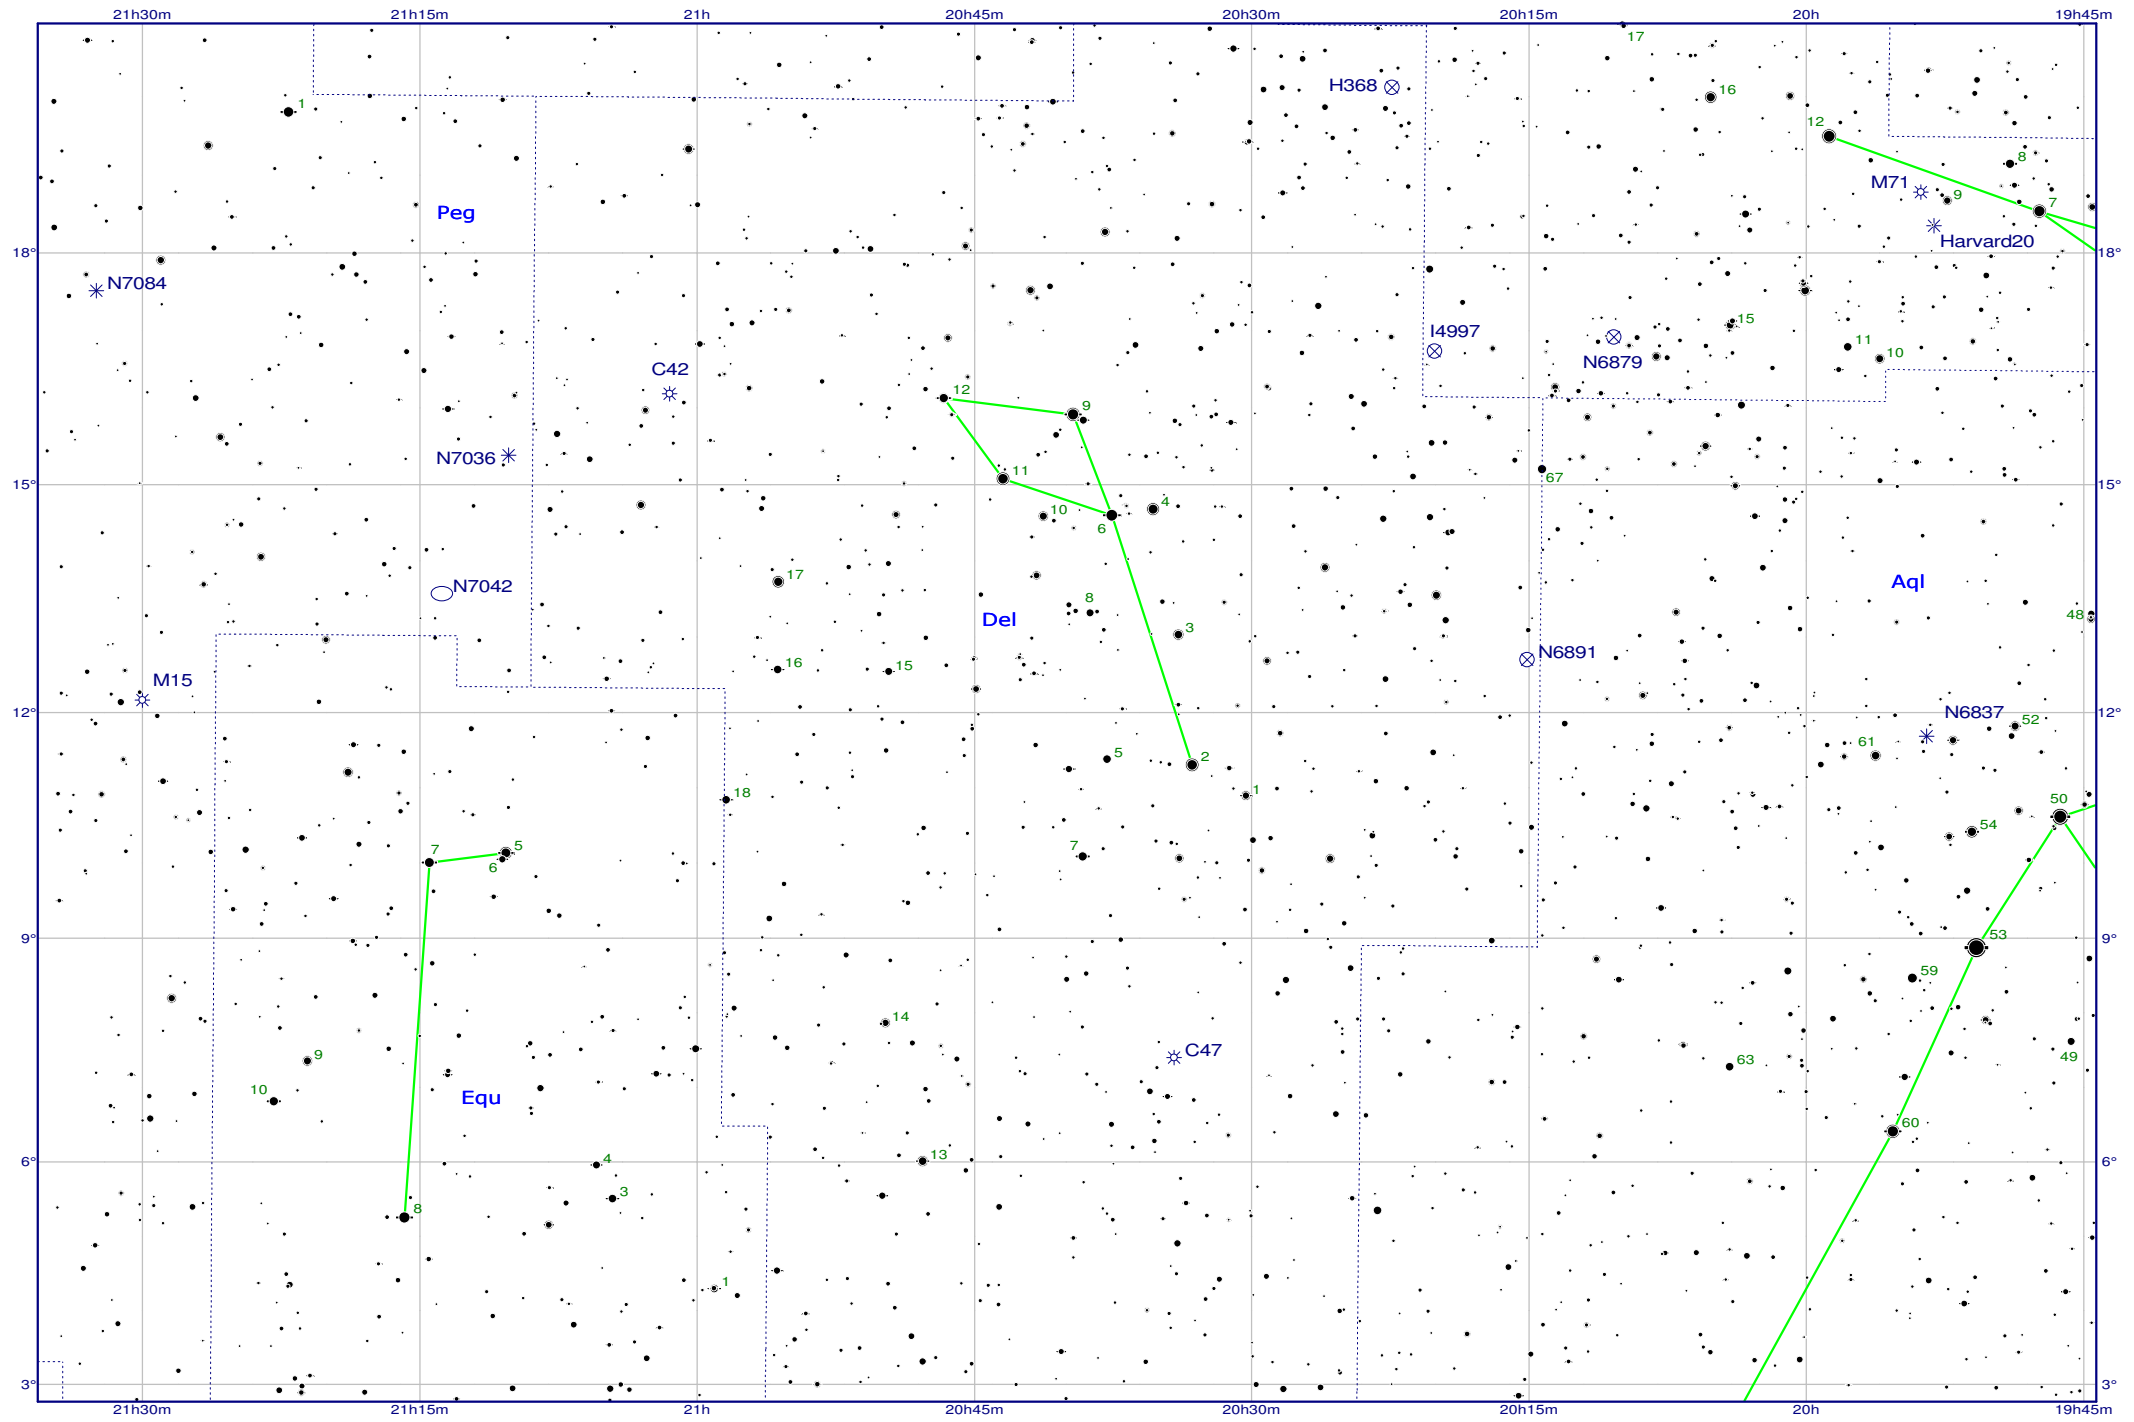 21h30m 21h15m 21h 20h45m 20h30m 20h15m 20h 19h45m
17
H368
16
1
12
8
M71
9
7
Peg
Harvard20
18° 18°
N7084
15
I4997
11
10
N6879
C42
12
9
N7036
11
67
15° 15°
4
10
6
17
N7042
Aql
8
Del
48
3
N6891
16
15
M15
N6837
52
61
5
2
18
1
50
54
12° 12°
7
5
7
6
53
9° 9°
59
14
C47
9
49
63
10
Equ
60
13
4
6° 6°
3
8
1
3° 3°
21h30m 21h15m 21h 20h45m 20h30m 20h15m 20h 19h45m